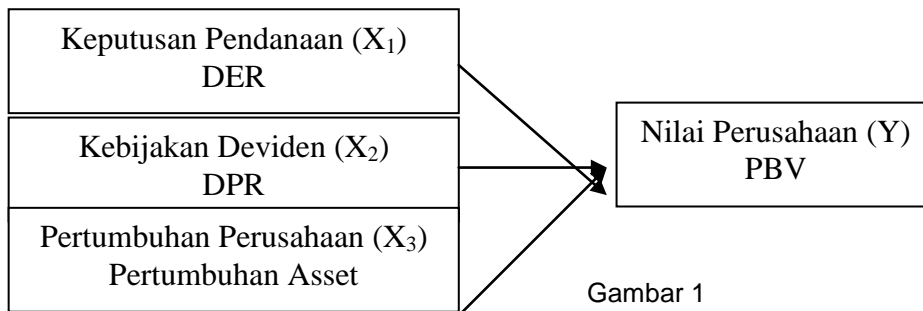 Keputusan Pendanaan (X₁)
DER
Kebijakan Deviden (X₂)
DPR
Pertumbuhan Perusahaan (X₃)
Pertumbuhan Asset
Nilai Perusahaan (Y)
PBV
Gambar 1